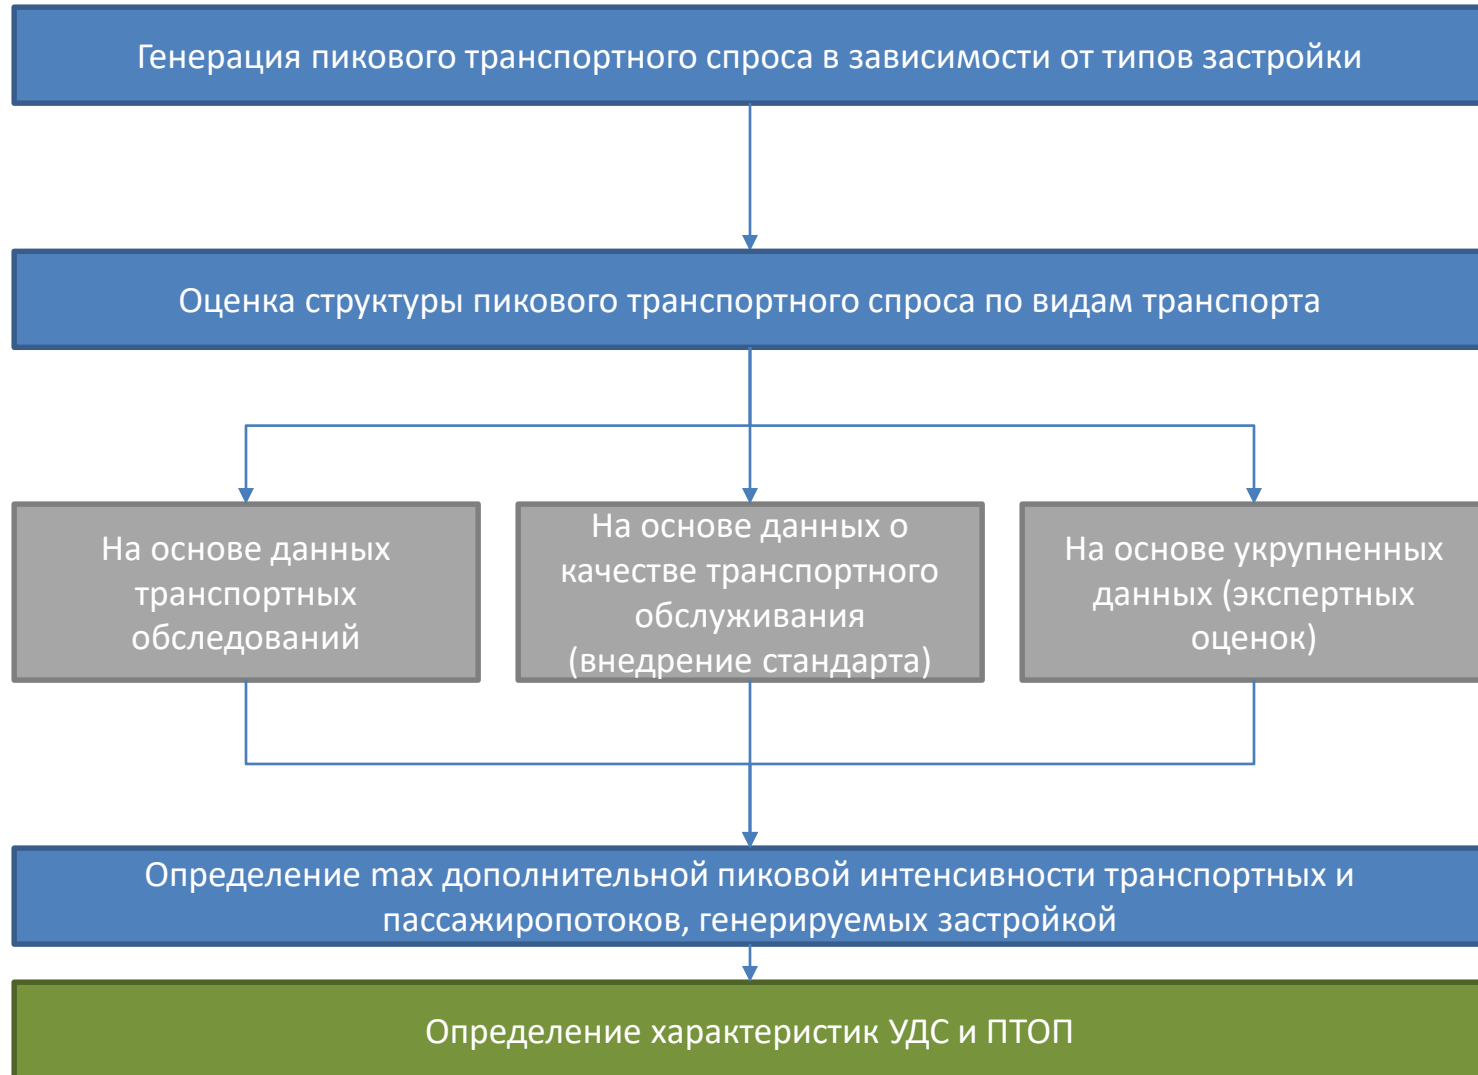 Генерация пикового транспортного спроса в зависимости от типов застройки
Оценка структуры пикового транспортного спроса по видам транспорта
На основе данных
транспортных
обследований
На основе данных о
качестве транспортного
обслуживания
(внедрение стандарта)
На основе укрупненных
данных (экспертных
оценок)
Определение max дополнительной пиковой интенсивности транспортных и
пассажиропотоков, генерируемых застройкой
Определение характеристик УДС и ПТОП